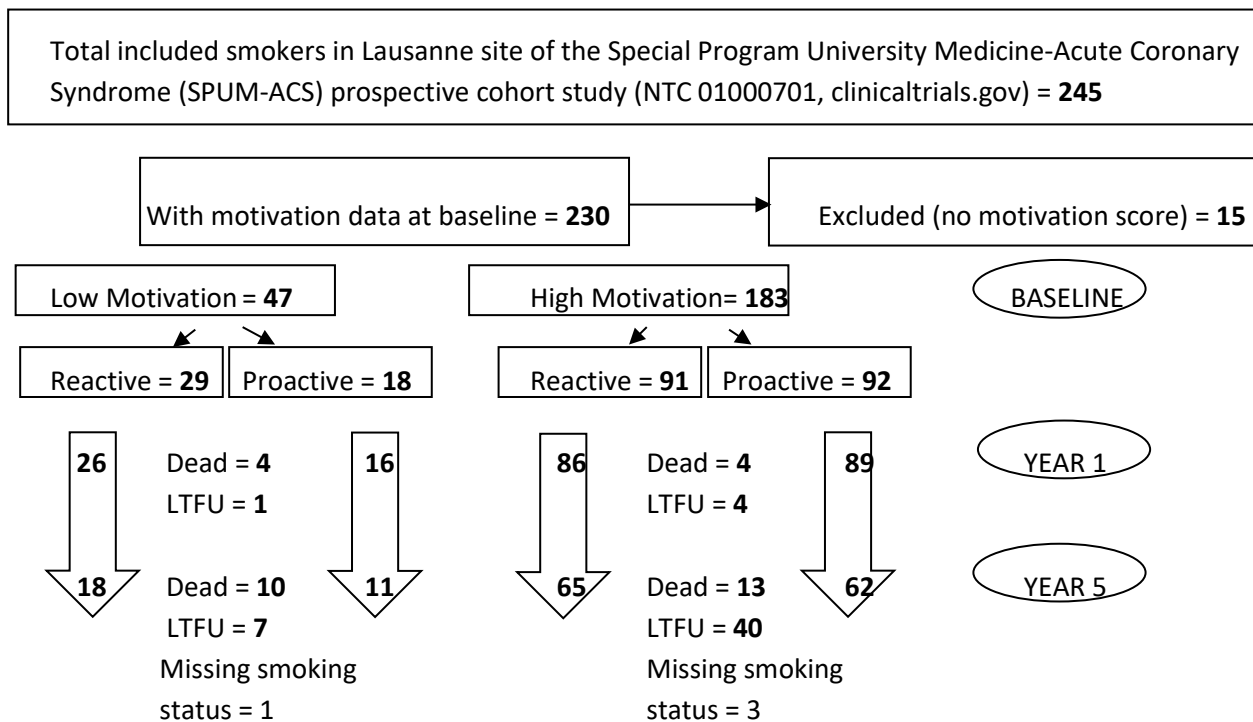 Total included smokers in Lausanne site of the Special Program University Medicine-Acute Coronary
Syndrome (SPUM-ACS) prospective cohort study (NTC 01000701, clinicaltrials.gov) = 245
With motivation data at baseline = 230
Excluded (no motivation score) = 15
Low Motivation = 47
High Motivation= 183
BASELINE
Reactive = 29
Proactive = 18
Reactive = 91
Proactive = 92
26
Dead = 4
LTFU = 1
16
86
Dead = 4
LTFU = 4
89
YEAR 1
18
Dead = 10
LTFU = 7
Missing smoking
status = 1
11
65
Dead = 13
LTFU = 40
Missing smoking
status = 3
62
YEAR 5